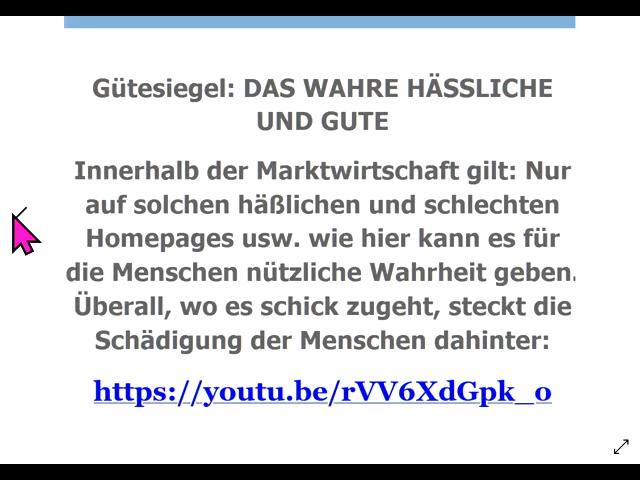 Gütesiegel: DAS WAHRE HÄSSLICHE
UND GUTE
Innerhalb der Marktwirtschaft gilt: Nur
auf solchen häßlichen und schlechten
Homepages usw. wie hier kann es für
die Menschen nützliche Wahrheit geben.
Überall, wo es schick zugeht, steckt die
Schädigung der Menschen dahinter:
https://youtu.be/rVV6XdGpk_o